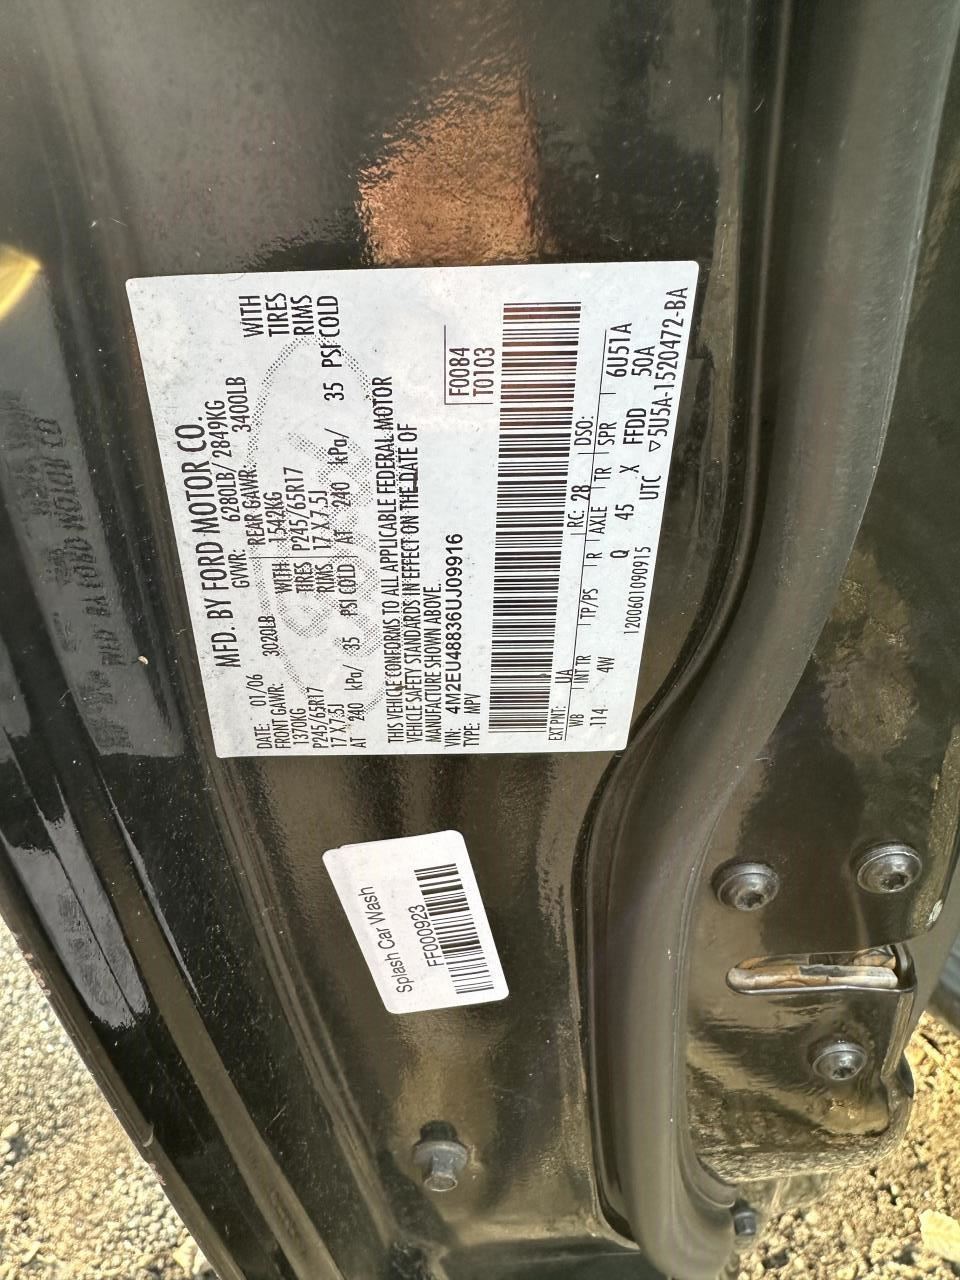 MFD. BY FORD MOTOR CO.
DATE: 01/06 GVWR: 6280LB/ 2849KG
FRONT GAWR: 3020LB REAR GAWR: 3400LB
1370KG WITH 1542KG WITH
P245/65R17 TIRES P245/65R17 TIRES
17 X 7.5J RIMS 17 X 7.5J RIMS
AT 240 kPa/ 35 PSI COLD AT 240 kPa/ 35 PSI COLD
THIS VEHICLE CONFORMS TO ALL APPLICABLE FEDERAL MOTOR
VEHICLE SAFETY STANDARDS IN EFFECT ON THE DATE OF
MANUFACTURE SHOWN ABOVE.
VIN: 4M2EU48836UJ09916 F0084
TYPE: MPV T0103
EXT PNT: UA RC: 28 DSO:
WB INT TR TP/PS R AXLE TR SPR 6U51A
114 4W Q 45 X FFDD 50A
1200601090915 UTC ▽5U5A-1520472-BA
Splash Car Wash
FF000923